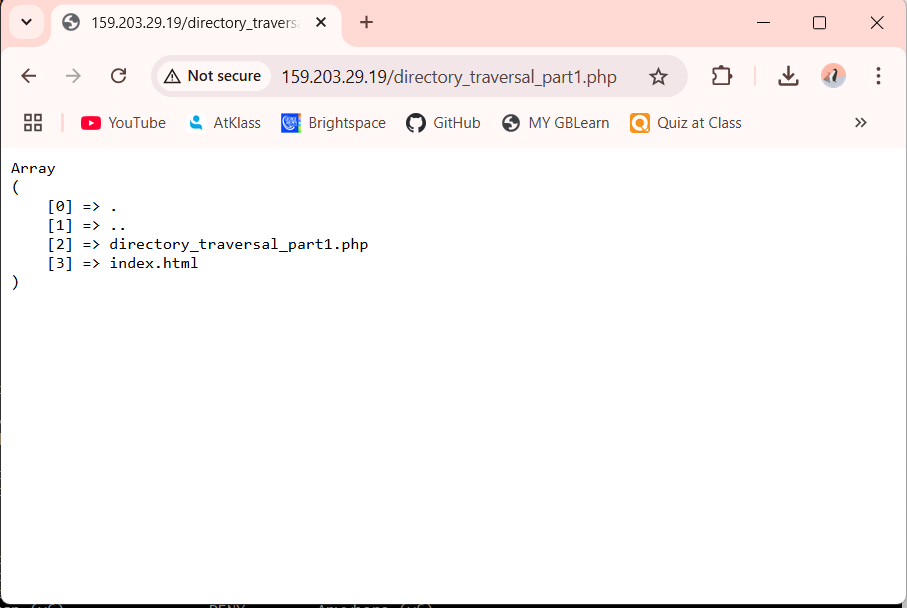 159.203.29.19/directory_travers
Not secure 159.203.29.19/directory_traversal_part1.php
YouTube AtKlass Brightspace GitHub MY GBLearn Quiz at Class
Array
(
[0] => .
[1] => ..
[2] => directory_traversal_part1.php
[3] => index.html
)